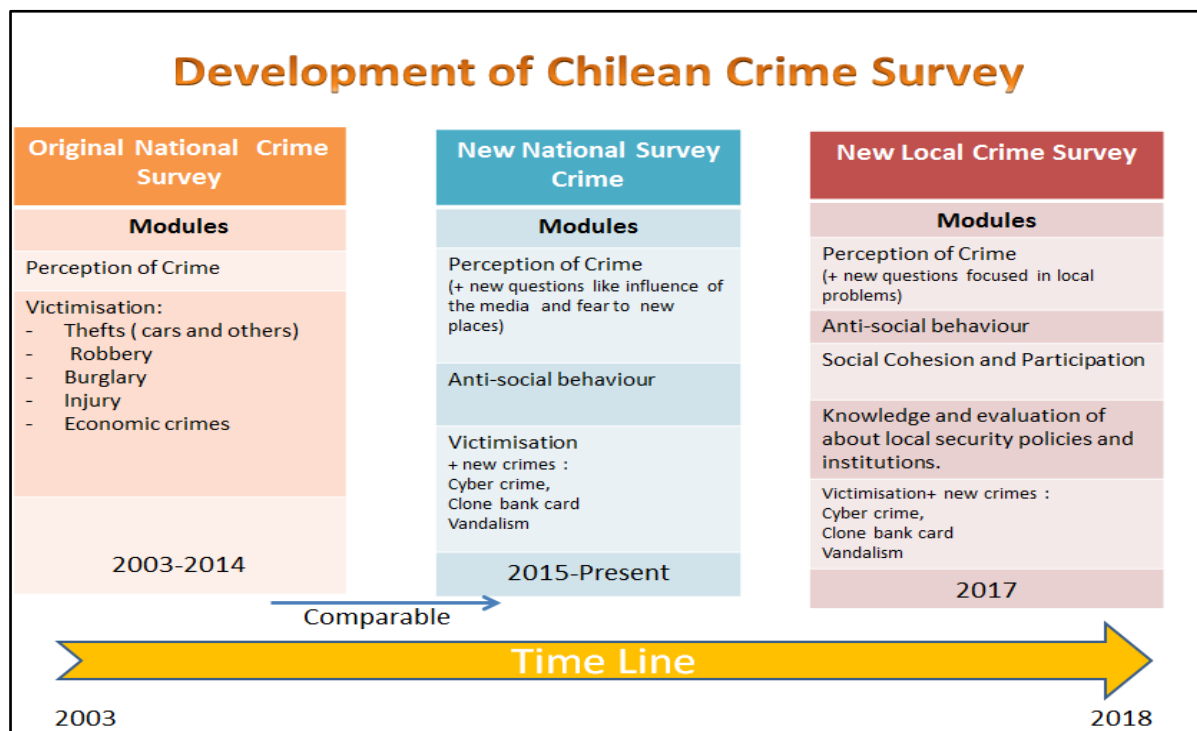 Development of Chilean Crime Survey
Original National Crime
Survey
Modules
Perception of Crime
Victimisation:
- Thefts ( cars and others)
- Robbery
- Burglary
- Injury
- Economic crimes
2003-2014
New National Survey
Crime
Modules
Perception of Crime
(+ new questions like influence of
the media and fear to new
places)
Anti-social behaviour
Victimisation
+ new crimes :
Cyber crime,
Clone bank card
Vandalism
2015-Present
New Local Crime Survey
Modules
Perception of Crime
(+ new questions focused in local
problems)
Anti-social behaviour
Social Cohesion and Participation
Knowledge and evaluation of
about local security policies and
institutions.
Victimisation+ new crimes :
Cyber crime,
Clone bank card
Vandalism
2017
Comparable
Time Line
2003
2018